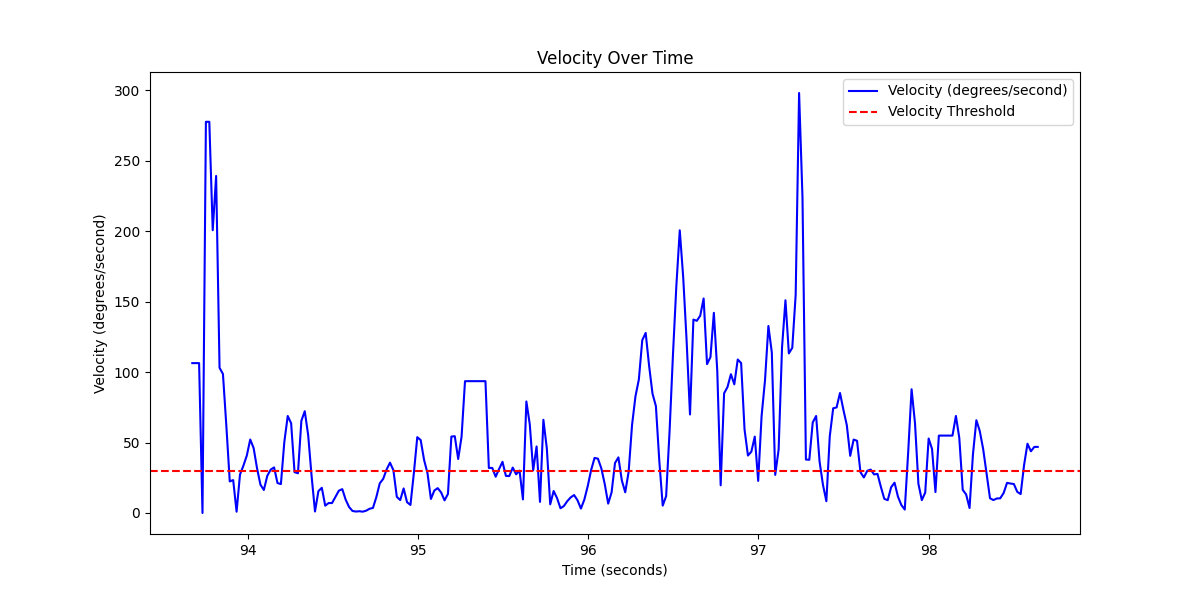 Velocity Over Time
Velocity (degrees/second)
Velocity Threshold
Velocity (degrees/second)
300
250
200
150
100
50
0
94 95 96 97 98
Time (seconds)